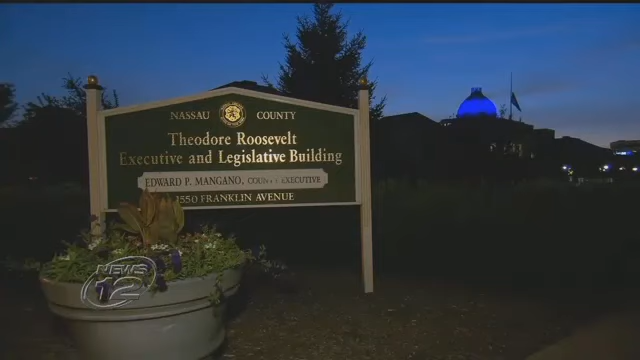 NASSAU COUNTY
Theodore Roosevelt
Executive and Legislative Building
EDWARD P. MANGANO, COUNTY EXECUTIVE
1550 FRANKLIN AVENUE
NEWS
12